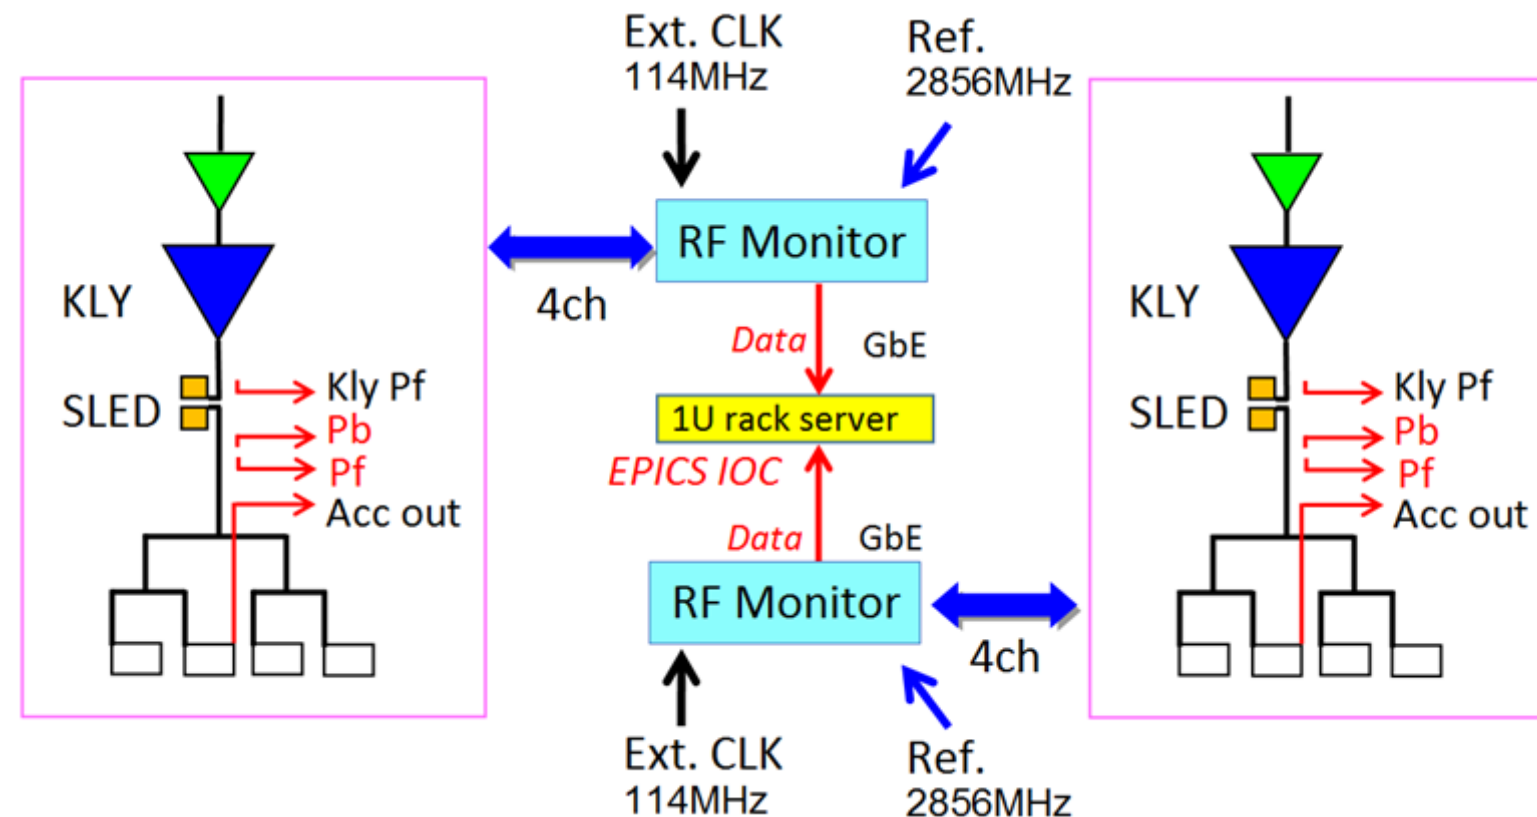 Ext. CLK
114MHz
Ref.
2856MHz
KLY
SLED
Kly Pf
Pb
Pf
Acc out
RF Monitor
4ch
Data
GbE
1U rack server
EPICS IOC
Data
GbE
RF Monitor
4ch
Ext. CLK
114MHz
Ref.
2856MHz
KLY
SLED
Kly Pf
Pb
Pf
Acc out